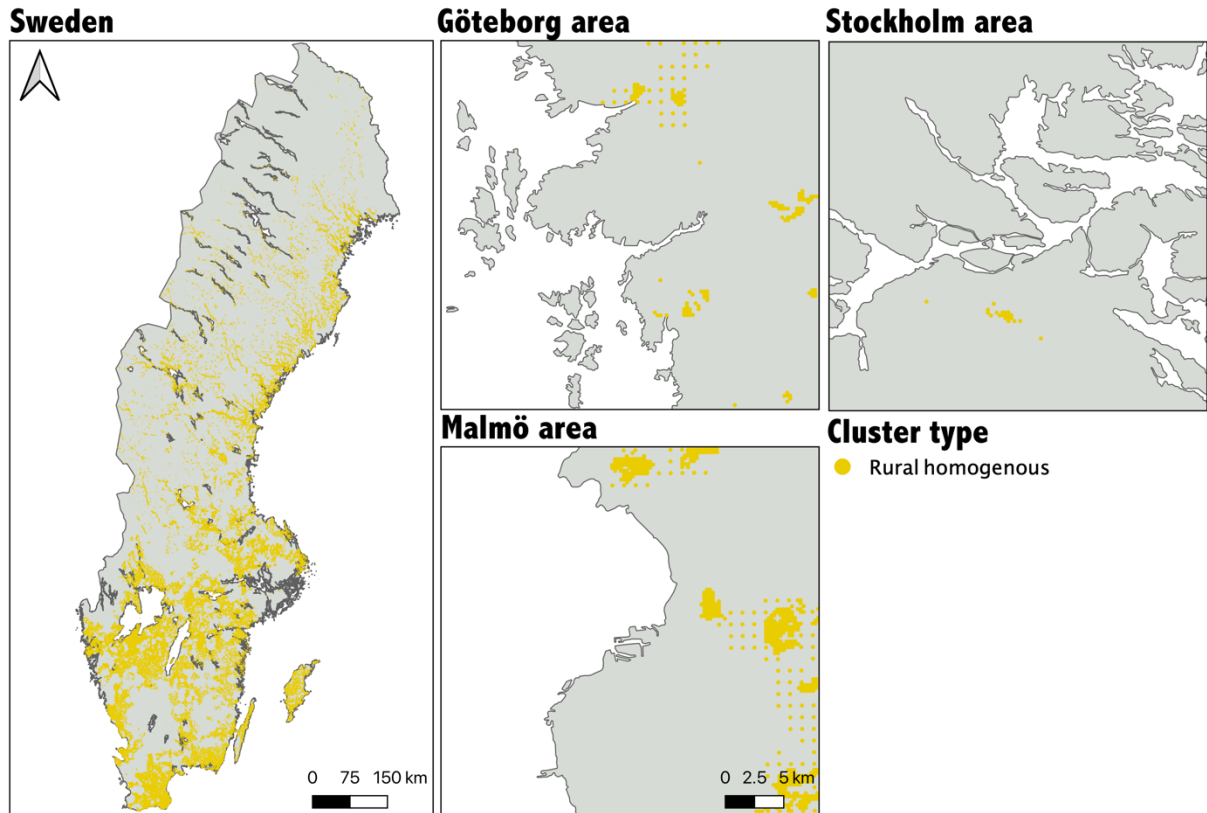 Sweden
Göteborg area
Stockholm area
Malmö area
Cluster type
Rural homogenous
0 75 150 km
0 2.5 5 km